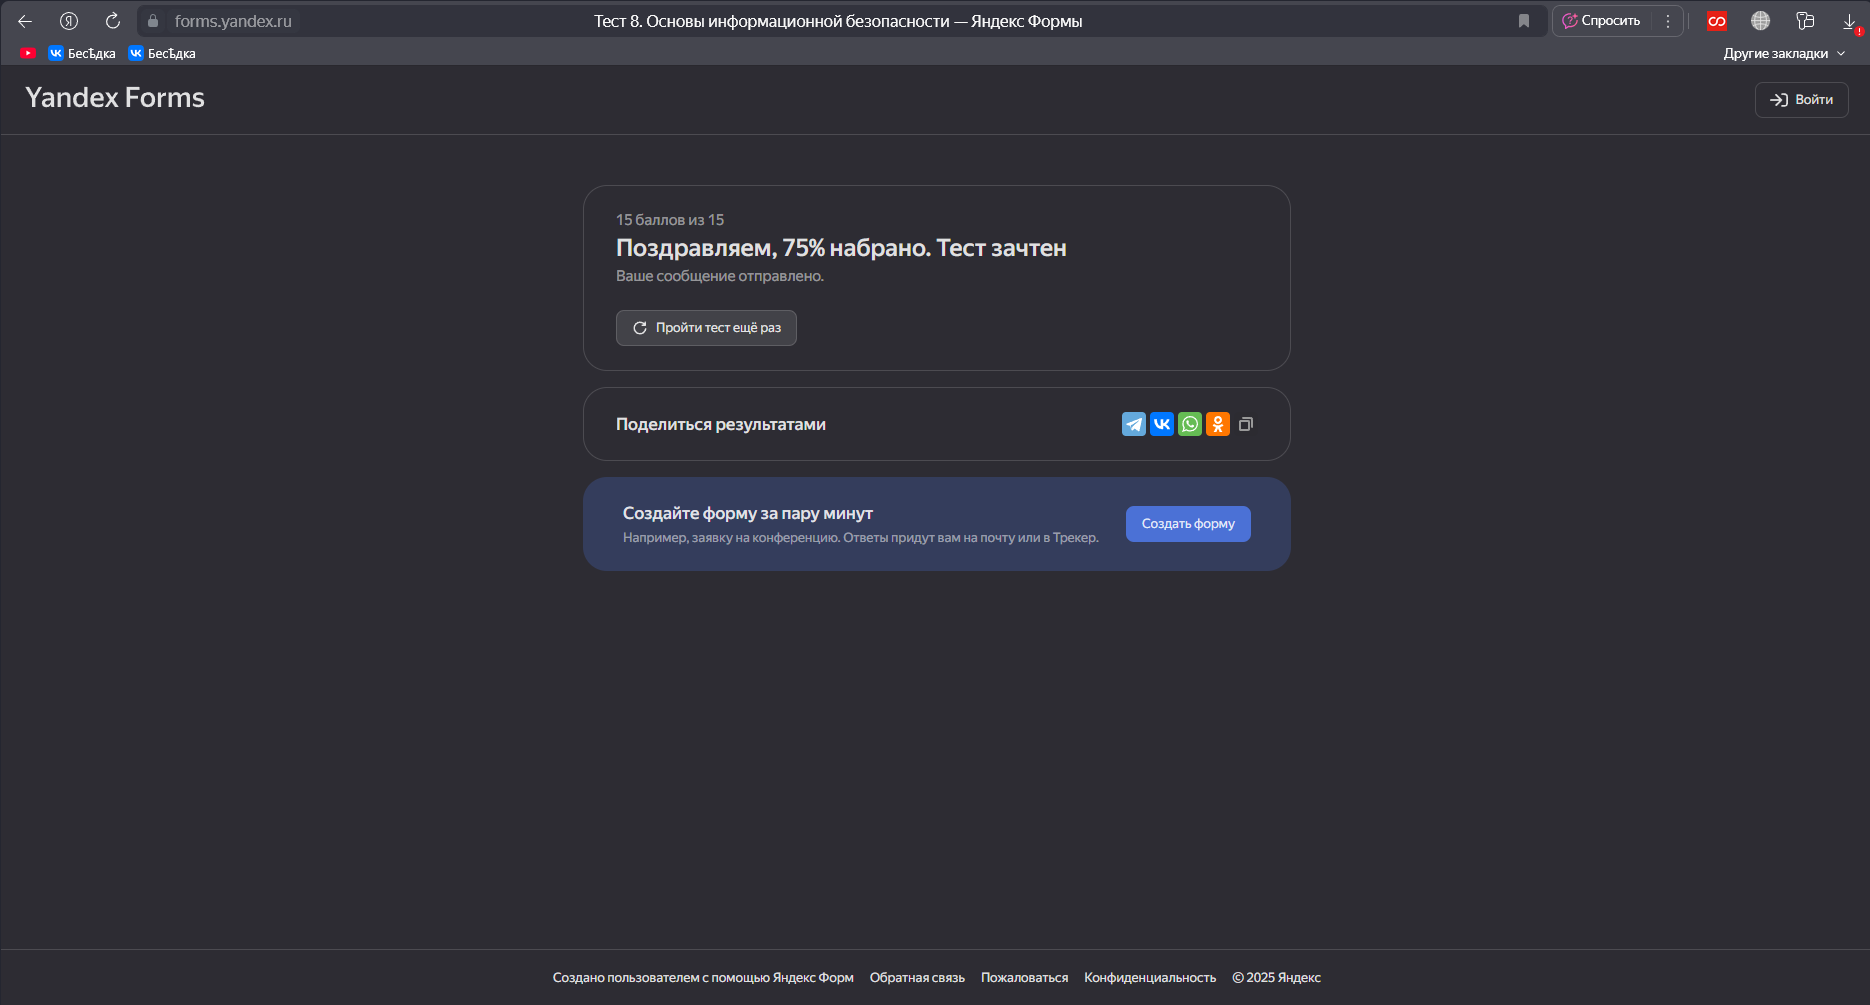 forms.yandex.ru
Тест 8. Основы информационной безопасности — Яндекс Формы
Спросить
БесѢдка
БесѢдка
Другие закладки
Yandex Forms
Войти
15 баллов из 15
Поздравляем, 75% набрано. Тест зачтен
Ваше сообщение отправлено.
Пройти тест ещё раз
Поделиться результатами
Создайте форму за пару минут
Например, заявку на конференцию. Ответы придут вам на почту или в Трекер.
Создать форму
Создано пользователем с помощью Яндекс Форм Обратная связь Пожаловаться Конфиденциальность © 2025 Яндекс